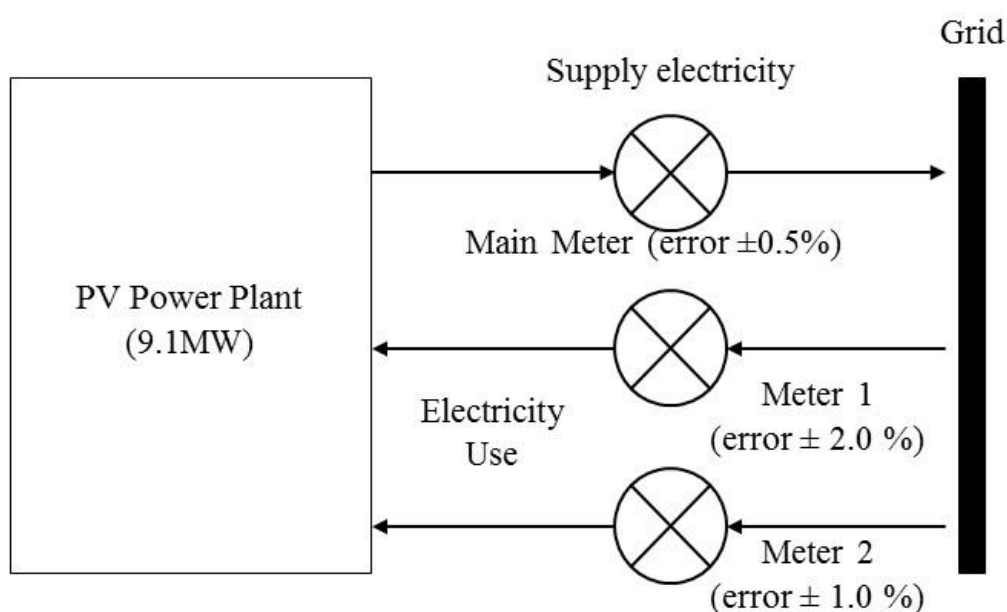 Grid
Supply electricity
Main Meter (error ±0.5%)
PV Power Plant
(9.1MW)
Electricity
Use
Meter 1
(error ± 2.0 %)
Meter 2
(error ± 1.0 %)